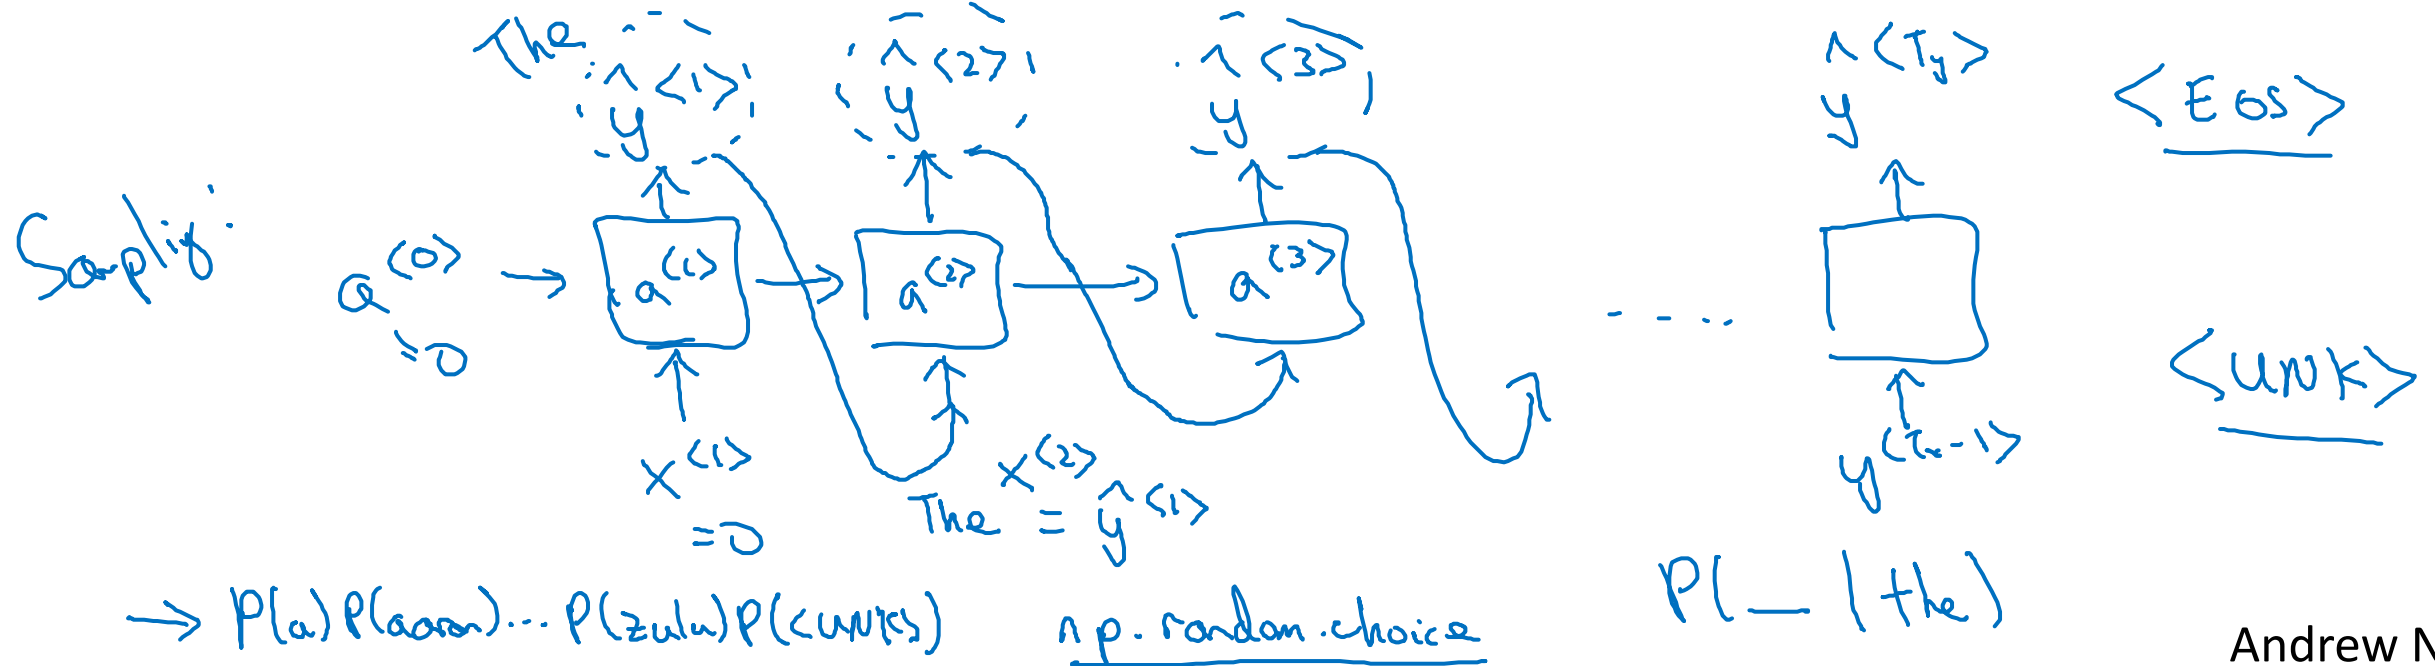 The
ŷ<1> ŷ<2> ŷ<3> ŷ<Ty> <EOS>
Sampling:
a<0> → a<1> → a<2> → a<3> - - - -
=0
<UNK>
x<1> x<2> y<Tx-1>
=0 The = ŷ<1>
→ P(a) P(aaron) ... P(zulu) P(<UNK>) np.random.choice P(__ | the)
Andrew N